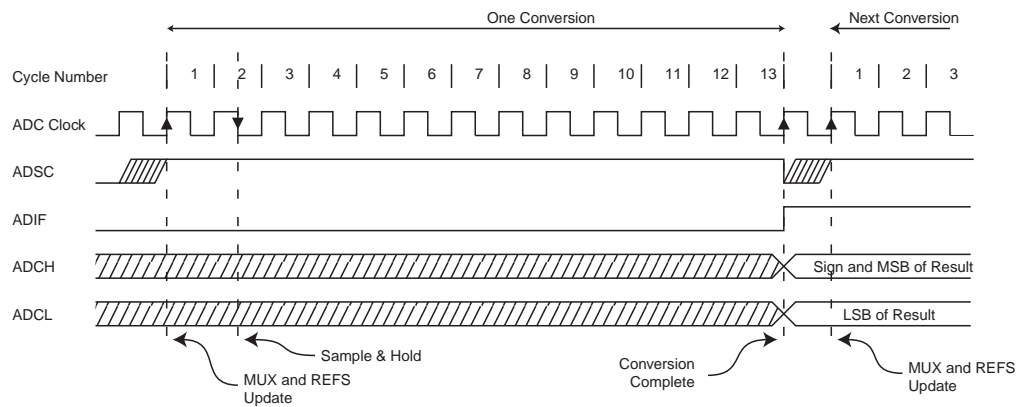 One Conversion
Next Conversion
Cycle Number 1 2 3 4 5 6 7 8 9 10 11 12 13 1 2 3
ADC Clock
ADSC
ADIF
ADCH
Sign and MSB of Result
ADCL
LSB of Result
MUX and REFS
Update
Sample & Hold
Conversion
Complete
MUX and REFS
Update